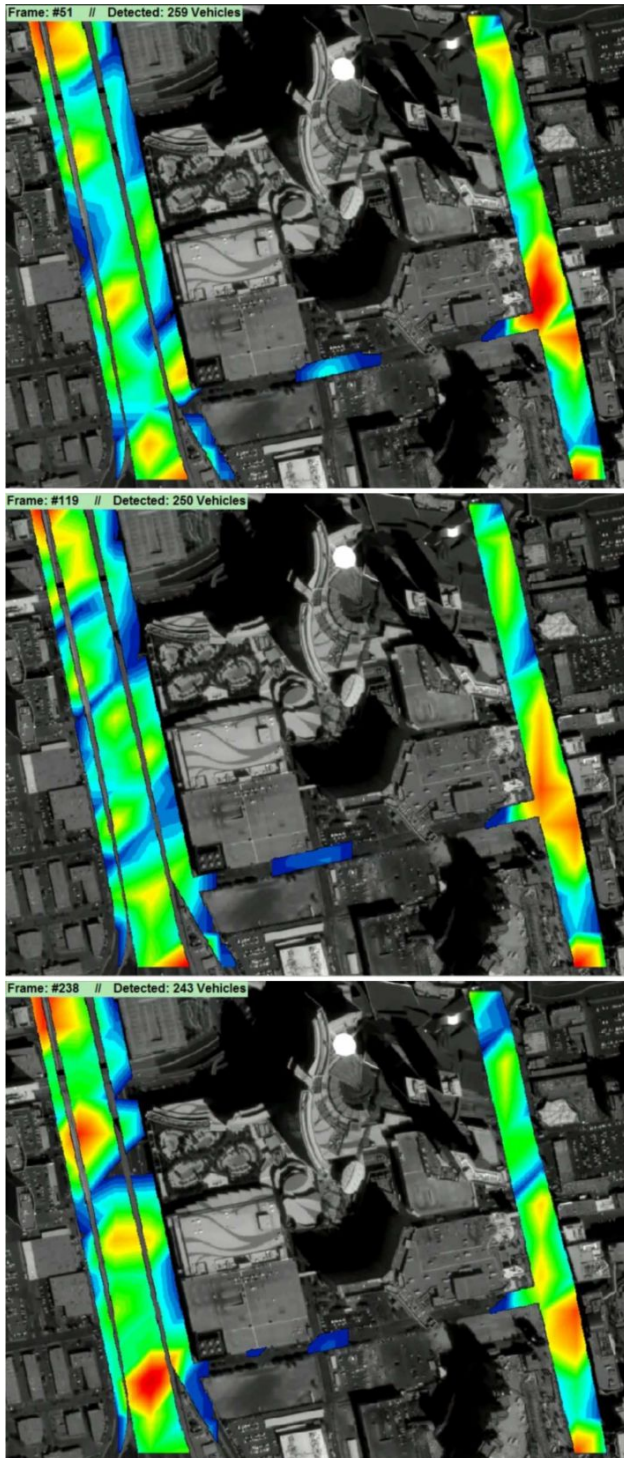 Frame: #51 // Detected: 259 Vehicles
Frame: #119 // Detected: 250 Vehicles
Frame: #238 // Detected: 243 Vehicles